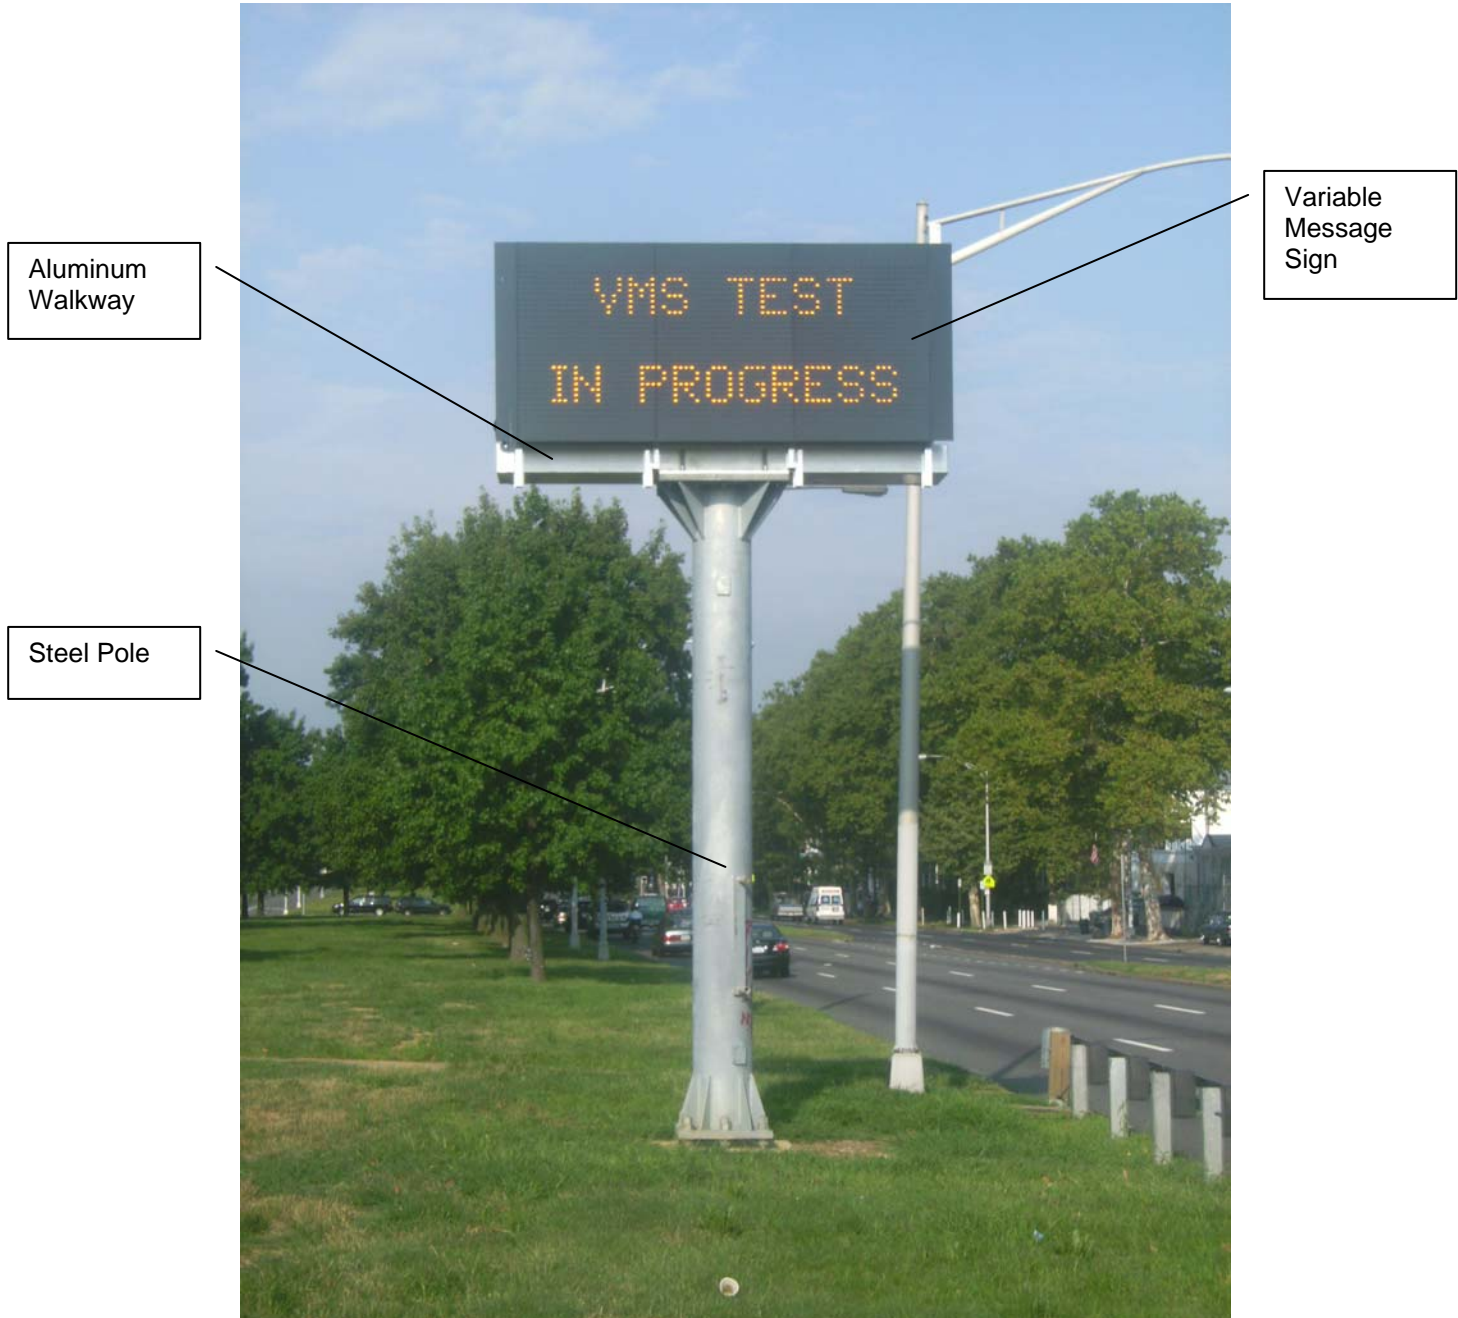 Variable
Message
Sign
Aluminum
Walkway
VMS TEST
IN PROGRESS
Steel Pole